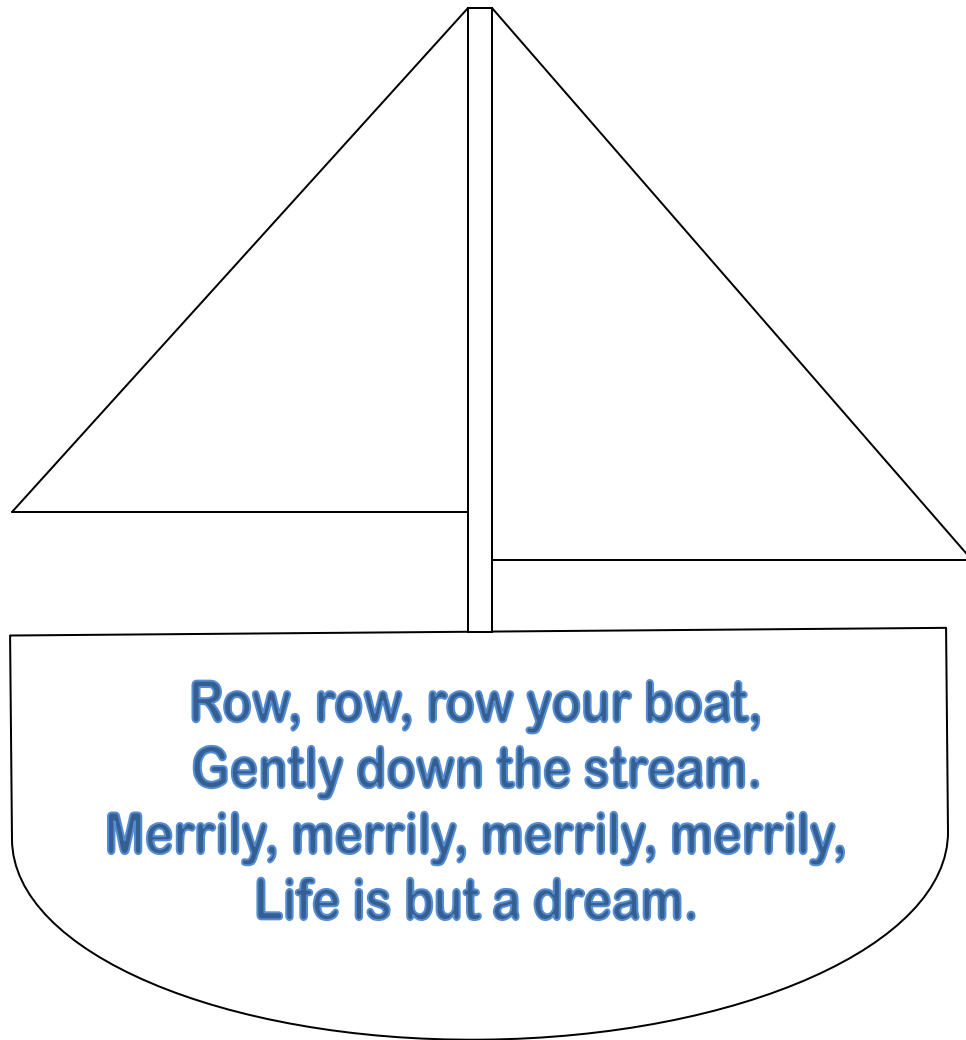 Row, row, row your boat,
Gently down the stream.
Merrily, merrily, merrily, merrily,
Life is but a dream.